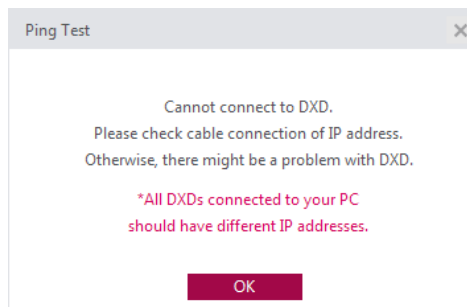 Ping Test
Cannot connect to DXD.
Please check cable connection of IP address.
Otherwise, there might be a problem with DXD.
*All DXDs connected to your PC
should have different IP addresses.
OK